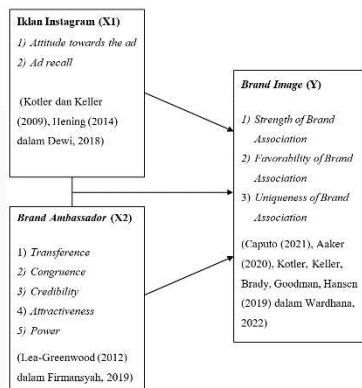 Iklan Instagram (X1)
1) Attitude towards the ad
2) Ad recall
(Kotler dan Keller
(2009), Hening (2014)
dalam Dewi, 2018)
Brand Ambassador (X2)
1) Transference
2) Congruence
3) Credibility
4) Attractiveness
5) Power
(Lea-Greenwood (2012)
dalam Firmansyah, 2019)
Brand Image (Y)
1) Strength of Brand
Association
2) Favorability of Brand
Association
3) Uniqueness of Brand
Association
(Caputo (2021), Aaker
(2020), Kotler, Keller,
Brady, Goodman, Hansen
(2019) dalam Wardhana,
2022)